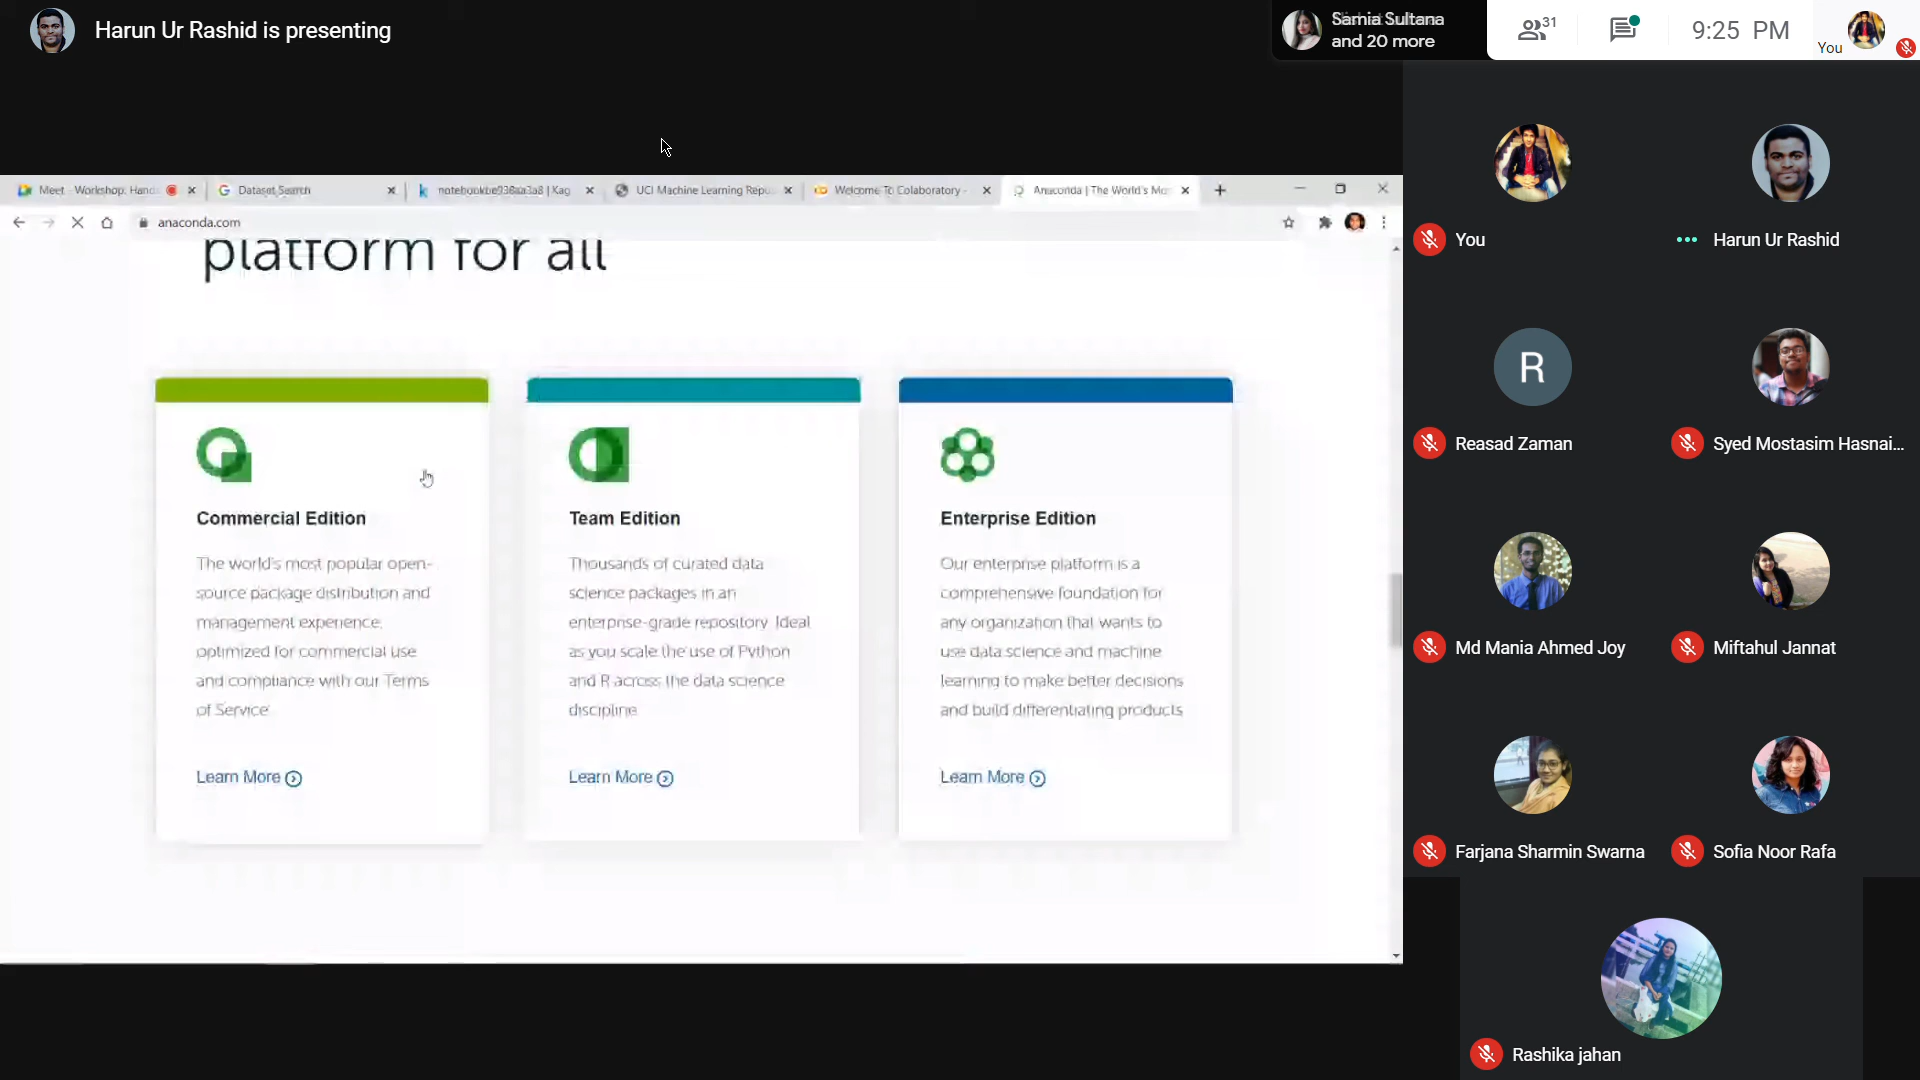 Harun Ur Rashid is presenting
Samia Sultana
and 20 more
31
9:25 PM
You
Meet - Workshop: Hands
Dataset Search
| Kag
UCI Machine Learning Repo
Welcome To Colaboratory -
Anaconda | The World's Mo
anaconda.com
platform for all
Commercial Edition
The world's most popular open-
source package distribution and
management experience,
optimized for commercial use
and compliance with our Terms
of Service
Learn More
Team Edition
Thousands of curated data
science packages in an
enterprise-grade repository. Ideal
as you scale the use of Python
and R across the data science
discipline
Learn More
Enterprise Edition
Our enterprise platform is a
comprehensive foundation for
any organization that wants to
use data science and machine
learning to make better decisions
and build differentiating products
Learn More
You
Harun Ur Rashid
R
Reasad Zaman
Syed Mostasim Hasnai...
Md Mania Ahmed Joy
Miftahul Jannat
Farjana Sharmin Swarna
Sofia Noor Rafa
Rashika jahan